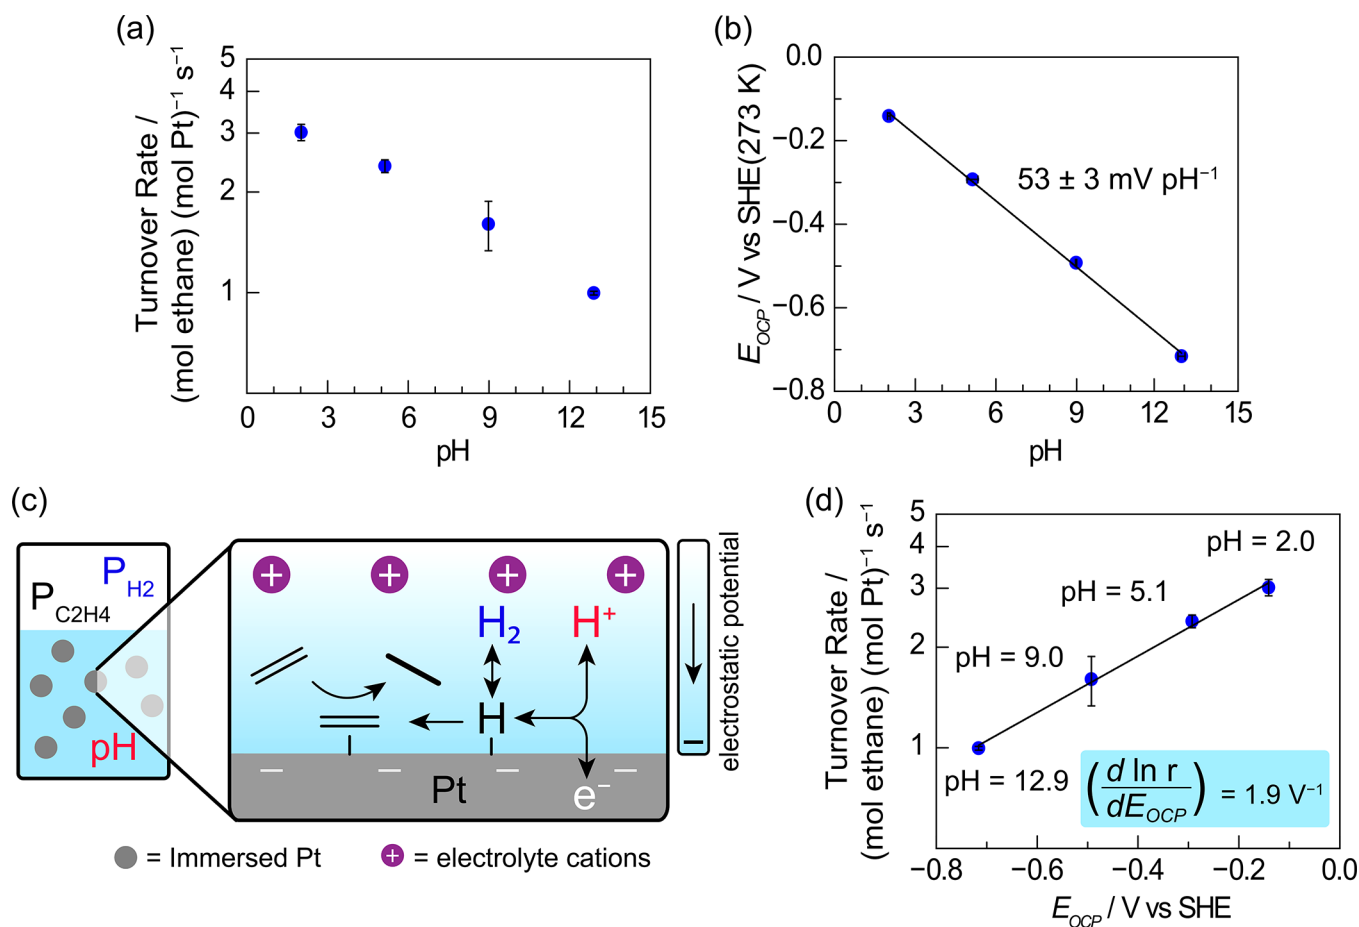 (a)
Turnover Rate /
(mol ethane) (mol Pt)⁻¹ s⁻¹
5
4
3
2
1
0 3 6 9 12 15
pH
(b)
E_OCP / V vs SHE(273 K)
0.0
−0.2
−0.4
−0.6
−0.8
53 ± 3 mV pH⁻¹
0 3 6 9 12 15
pH
(c)
P_H2
P_C2H4
pH
+ + + +
H₂ H⁺
H
− − − −
Pt e⁻
electrostatic potential
−
= Immersed Pt
+ = electrolyte cations
(d)
Turnover Rate /
(mol ethane) (mol Pt)⁻¹ s⁻¹
5
4
3
2
1
pH = 2.0
pH = 5.1
pH = 9.0
pH = 12.9
(d ln r / dE_OCP) = 1.9 V⁻¹
−0.8 −0.6 −0.4 −0.2 0.0
E_OCP / V vs SHE